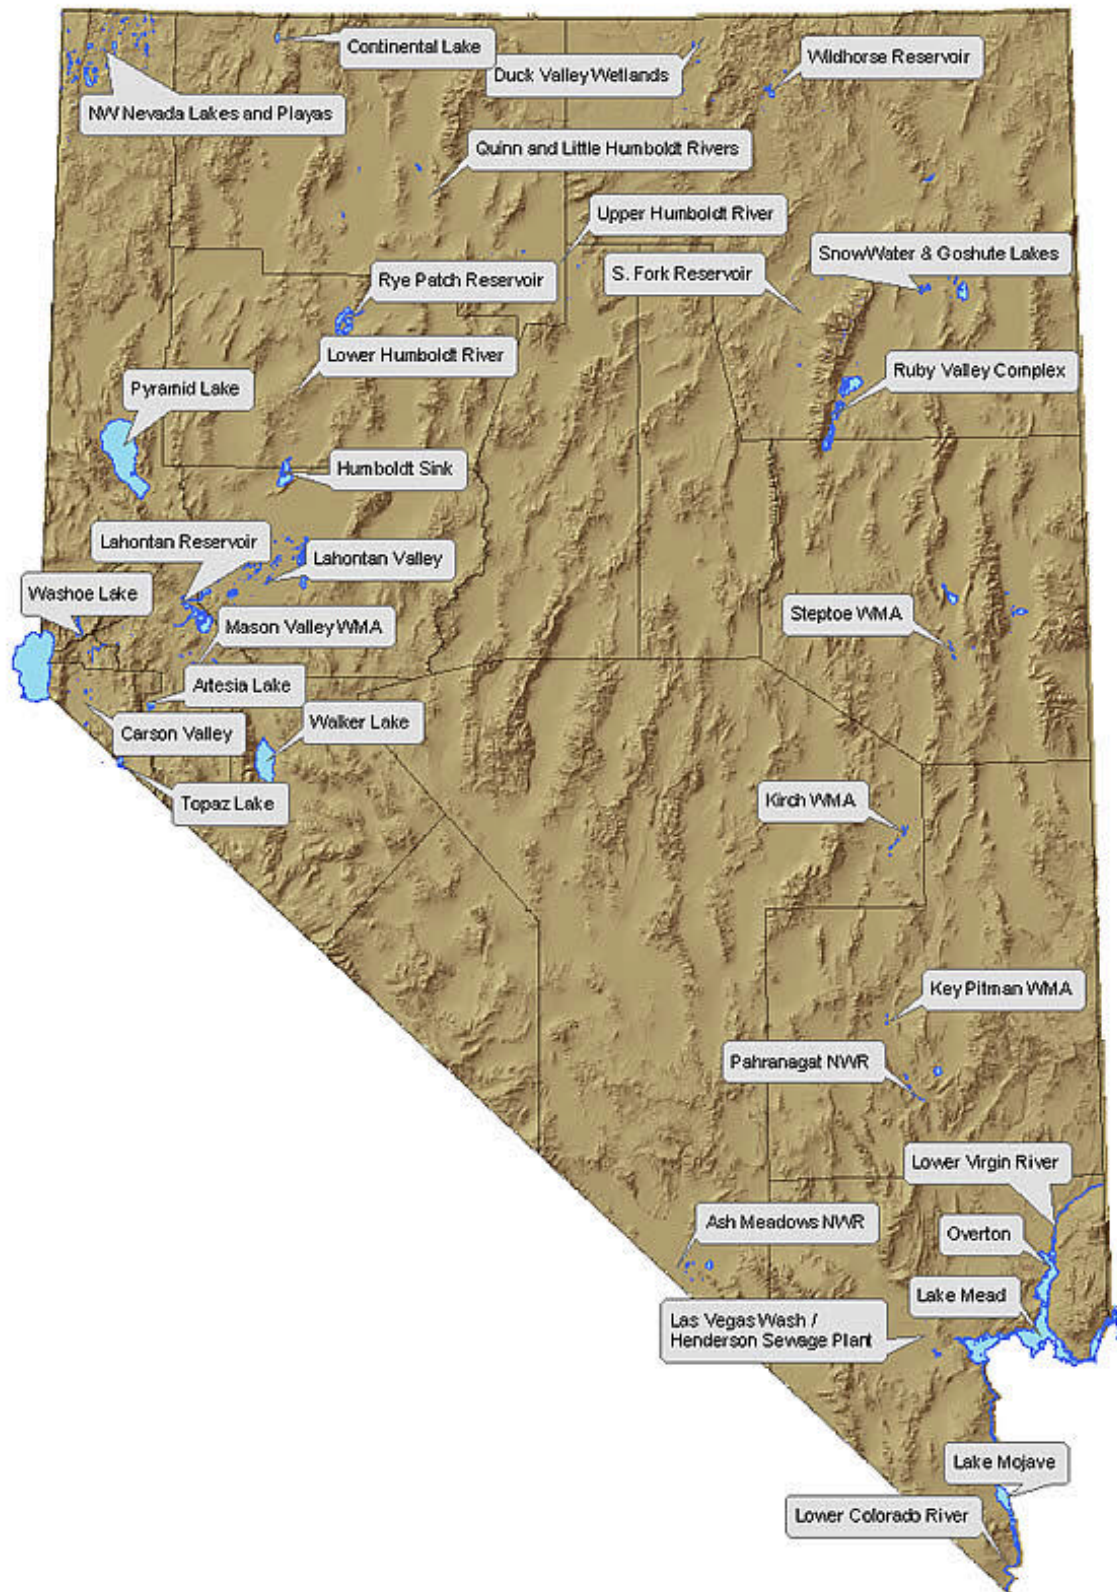 Continental Lake
Duck Valley Wetlands
Wildhorse Reservoir
NW Nevada Lakes and Playas
Quinn and Little Humboldt Rivers
Upper Humboldt River
SnowWater & Goshute Lakes
S. Fork Reservoir
Rye Patch Reservoir
Lower Humboldt River
Ruby Valley Complex
Pyramid Lake
Humboldt Sink
Lahontan Reservoir
Lahontan Valley
Washoe Lake
Mason Valley WMA
Steptoe WMA
Artesia Lake
Walker Lake
Carson Valley
Topaz Lake
Kirch WMA
Key Pitman WMA
Pahranagat NWR
Lower Virgin River
Ash Meadows NWR
Overton
Lake Mead
Las Vegas Wash /
Henderson Sewage Plant
Lake Mojave
Lower Colorado River